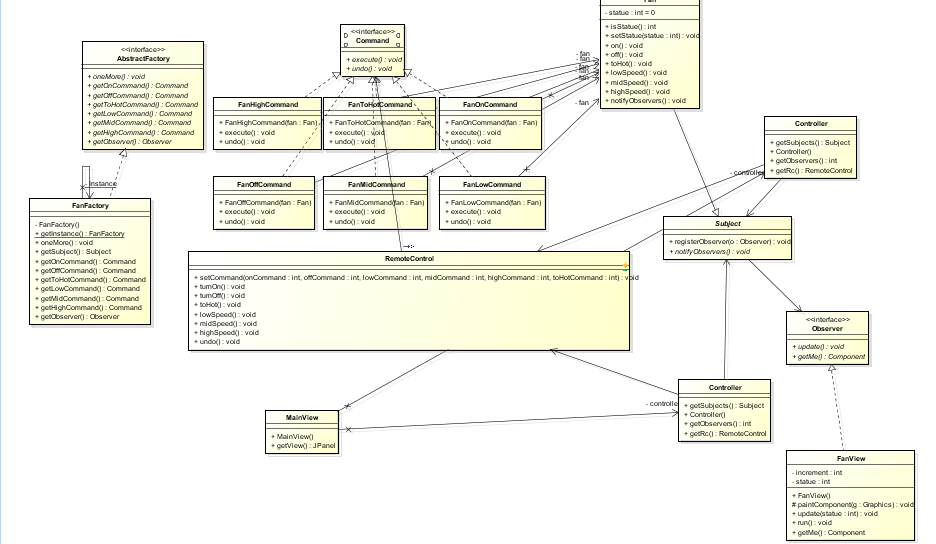 Fan
- statue : int = 0
+ isStatue() : int
+ setStatue(statue : int) : void
+ on() : void
+ off() : void
+ toHot() : void
+ lowSpeed() : void
+ midSpeed() : void
+ highSpeed() : void
+ notifyObservers() : void
<<interface>>
Command
+ execute() : void
+ undo() : void
<<interface>>
AbstractFactory
+ oneMore() : void
+ getOnCommand() : Command
+ getOffCommand() : Command
+ getToHotCommand() : Command
+ getLowCommand() : Command
+ getMidCommand() : Command
+ getHighCommand() : Command
+ getObserver() : Observer
- fan
- fan
- fan
- fan
FanHighCommand
+ FanHighCommand(fan : Fan)
+ execute() : void
+ undo() : void
FanToHotCommand
+ FanToHotCommand(fan : Fan)
+ execute() : void
+ undo() : void
FanOnCommand
+ FanOnCommand(fan : Fan)
+ execute() : void
+ undo() : void
Controller
+ getSubjects() : Subject
+ Controller()
+ getObservers() : int
+ getRc() : RemoteControl
- controlle
- Instance
FanOffCommand
+ FanOffCommand(fan : Fan)
+ execute() : void
+ undo() : void
FanMidCommand
+ FanMidCommand(fan : Fan)
+ execute() : void
+ undo() : void
FanLowCommand
+ FanLowCommand(fan : Fan)
+ execute() : void
+ undo() : void
FanFactory
- FanFactory()
+ getInstance() : FanFactory
+ oneMore() : void
+ getSubject() : Subject
+ getOnCommand() : Command
+ getOffCommand() : Command
+ getToHotCommand() : Command
+ getLowCommand() : Command
+ getMidCommand() : Command
+ getHighCommand() : Command
+ getObserver() : Observer
Subject
+ registerObserver(o : Observer) : void
+ notifyObservers() : void
RemoteControl
+ setCommand(onCommand : int, offCommand : int, lowCommand : int, midCommand : int, highCommand : int, toHotCommand : int) : void
+ turnOn() : void
+ turnOff() : void
+ toHot() : void
+ lowSpeed() : void
+ midSpeed() : void
+ highSpeed() : void
+ undo() : void
<<interface>>
Observer
+ update() : void
+ getMe() : Component
MainView
+ MainView()
+ getView() : JPanel
- controlle
Controller
+ getSubjects() : Subject
+ Controller()
+ getObservers() : int
+ getRc() : RemoteControl
FanView
- increment : int
- statue : int
+ FanView()
# paintComponent(g : Graphics) : void
+ update(statue : int) : void
+ run() : void
+ getMe() : Component